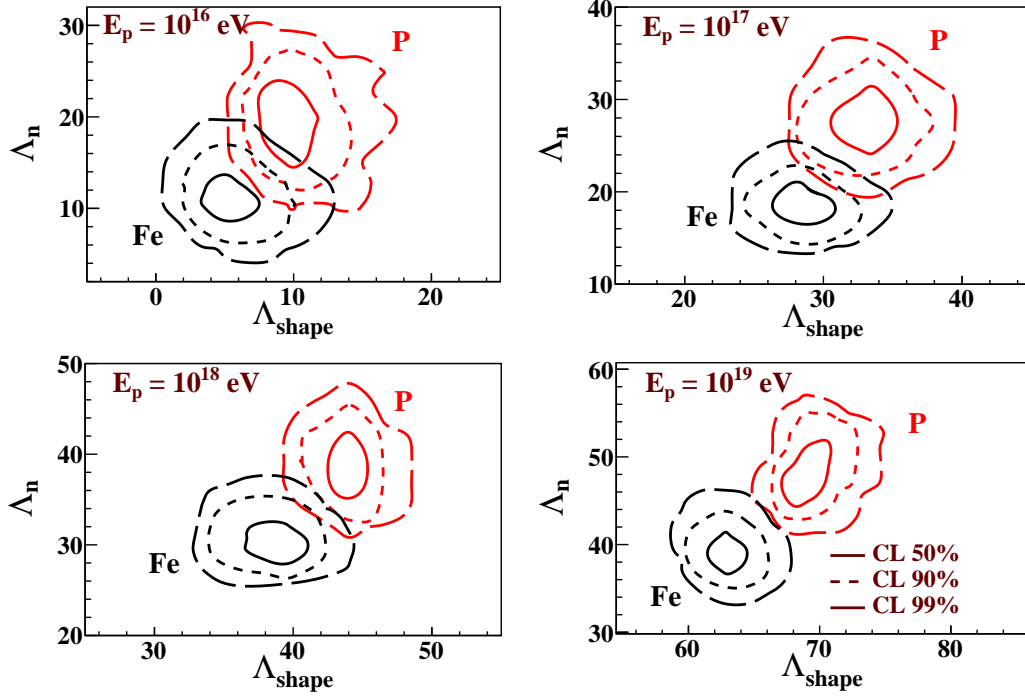 E_p = 10^16 eV
P
Fe
Λ_n
30
20
10
0
10
20
Λ_shape
E_p = 10^17 eV
P
Fe
Λ_n
40
30
20
10
20
30
40
Λ_shape
E_p = 10^18 eV
P
Fe
Λ_n
50
40
30
20
30
40
50
Λ_shape
E_p = 10^19 eV
P
Fe
Λ_n
60
50
40
30
60
70
80
Λ_shape
CL 50%
CL 90%
CL 99%